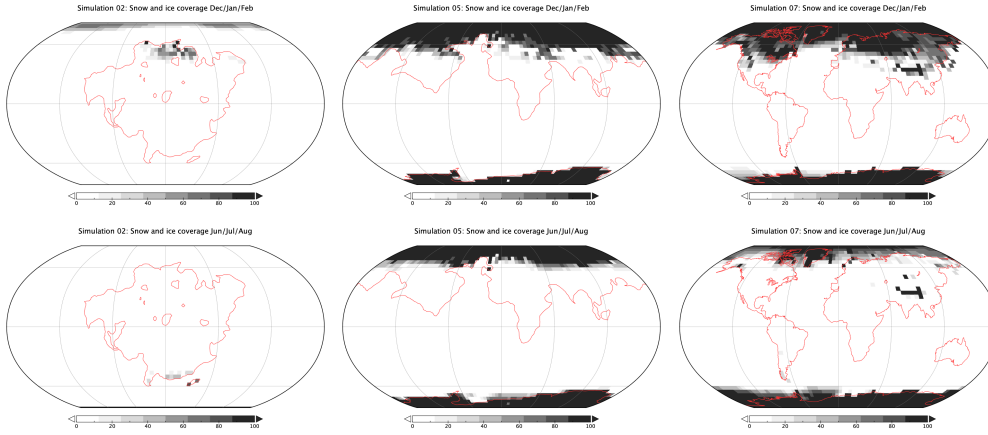 Simulation 02: Snow and ice coverage Dec/Jan/Feb
Simulation 05: Snow and ice coverage Dec/Jan/Feb
Simulation 07: Snow and ice coverage Dec/Jan/Feb
0 20 40 60 80 100
0 20 40 60 80 100
0 20 40 60 80 100
Simulation 02: Snow and ice coverage Jun/Jul/Aug
Simulation 05: Snow and ice coverage Jun/Jul/Aug
Simulation 07: Snow and ice coverage Jun/Jul/Aug
0 20 40 60 80 100
0 20 40 60 80 100
0 20 40 60 80 100